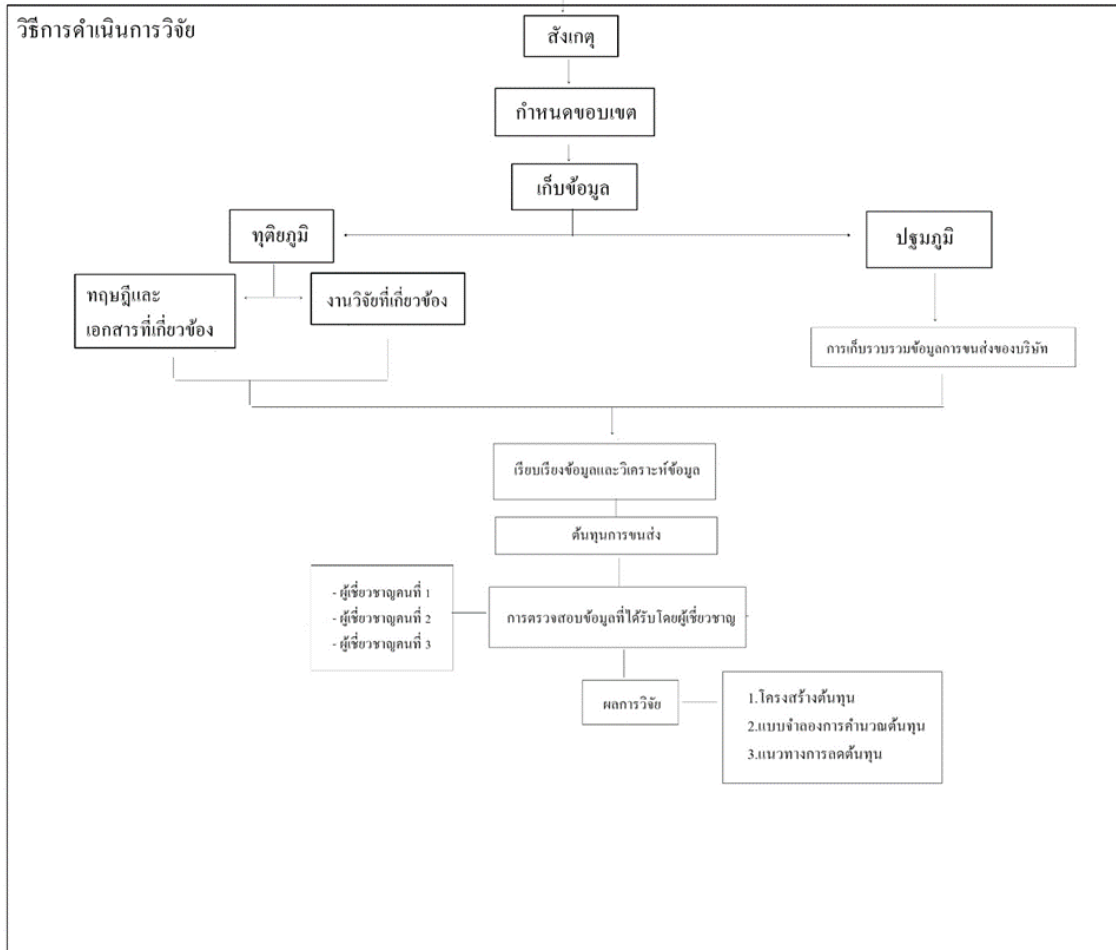 วิธีการดำเนินการวิจัย
สังเกตุ
กำหนดขอบเขต
เก็บข้อมูล
ทุติยภูมิ
ปฐมภูมิ
ทฤษฎีและ
เอกสารที่เกี่ยวข้อง
งานวิจัยที่เกี่ยวข้อง
การเก็บรวบรวมข้อมูลการขนส่งของบริษัท
เรียบเรียงข้อมูลและวิเคราะห์ข้อมูล
ต้นทุนการขนส่ง
- ผู้เชี่ยวชาญคนที่ 1
- ผู้เชี่ยวชาญคนที่ 2
- ผู้เชี่ยวชาญคนที่ 3
การตรวจสอบข้อมูลที่ได้รับโดยผู้เชี่ยวชาญ
ผลการวิจัย
1.โครงสร้างต้นทุน
2.แบบจำลองการคำนวณต้นทุน
3.แนวทางการลดต้นทุน